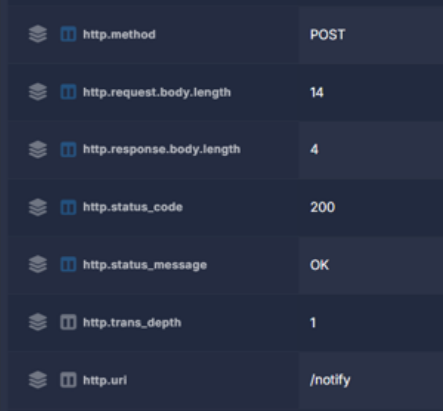 http.method POST
http.request.body.length 14
http.response.body.length 4
http.status_code 200
http.status_message OK
http.trans_depth 1
http.uri /notify